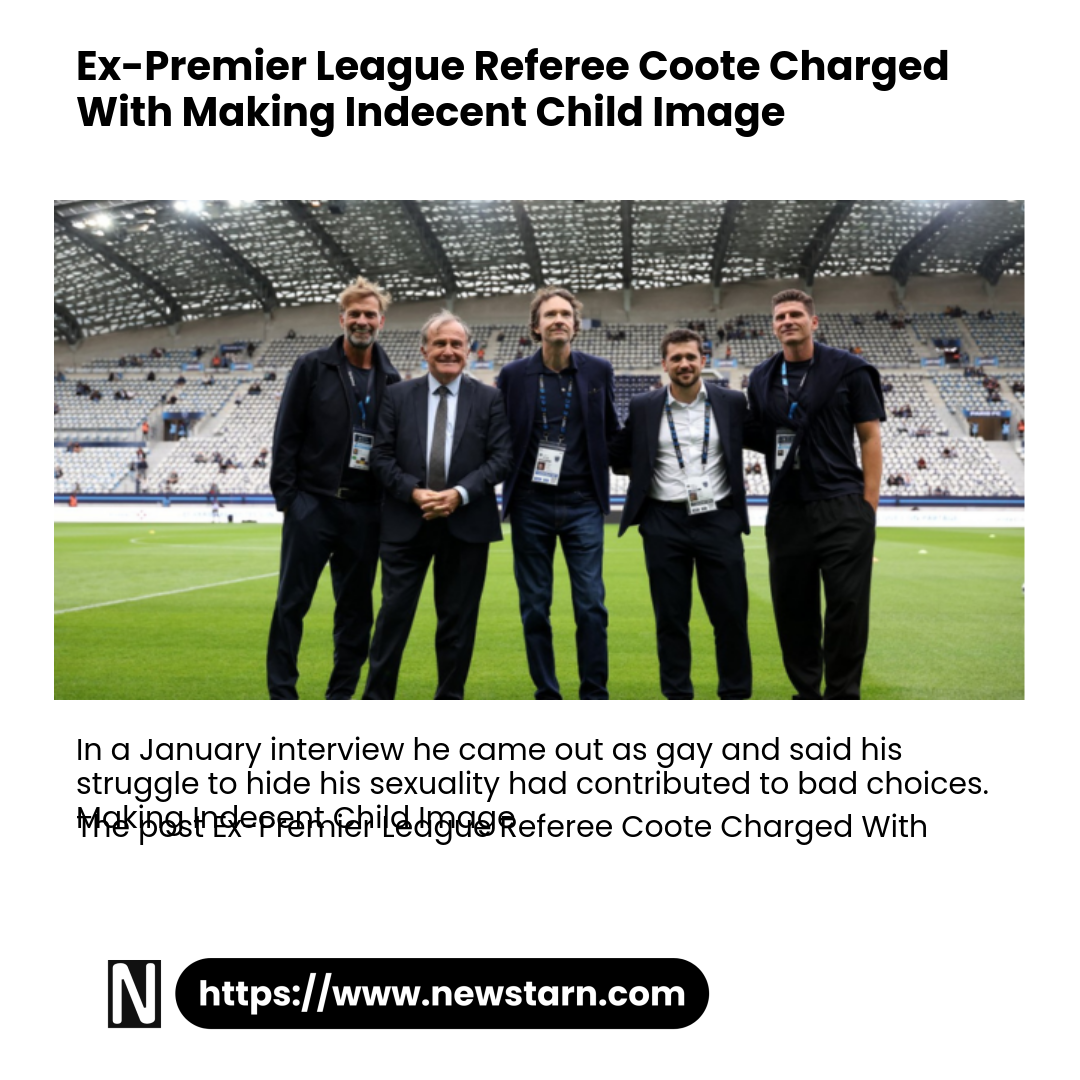 Ex-Premier League Referee Coote Charged
With Making Indecent Child Image
In a January interview he came out as gay and said his
struggle to hide his sexuality had contributed to bad choices.
Making Indecent Child Image
The post Ex-Premier League Referee Coote Charged With
N
https://www.newstarn.com